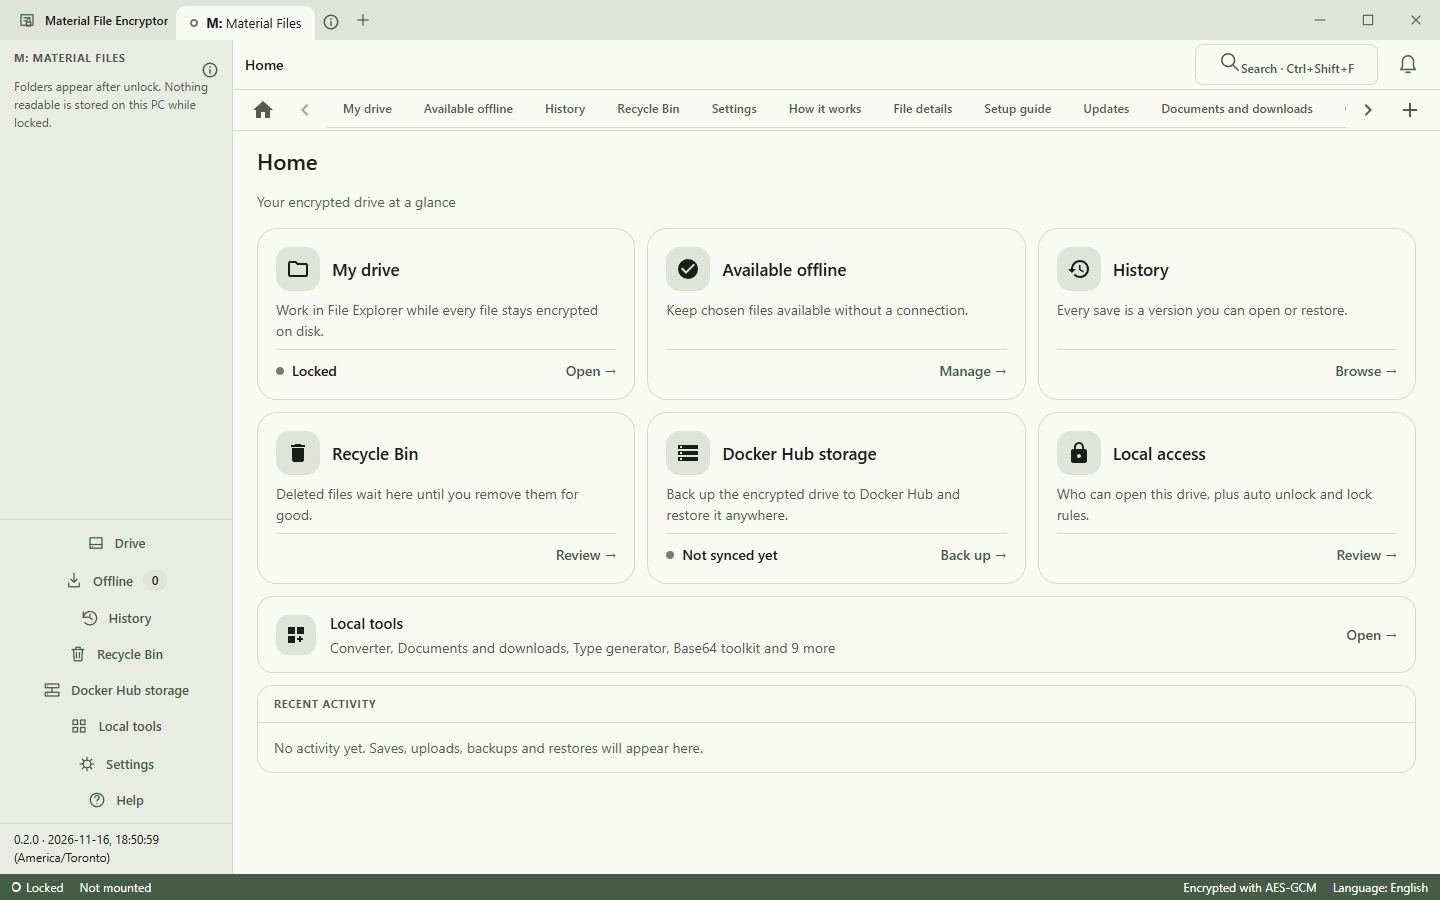 Material File Encryptor
M: Material Files
M: MATERIAL FILES
Folders appear after unlock. Nothing
readable is stored on this PC while
locked.
Home
Search · Ctrl+Shift+F
My drive
Available offline
History
Recycle Bin
Settings
How it works
File details
Setup guide
Updates
Documents and downloads
Home
Your encrypted drive at a glance
My drive
Work in File Explorer while every file stays encrypted
on disk.
Locked
Open →
Available offline
Keep chosen files available without a connection.
Manage →
History
Every save is a version you can open or restore.
Browse →
Recycle Bin
Deleted files wait here until you remove them for
good.
Review →
Docker Hub storage
Back up the encrypted drive to Docker Hub and
restore it anywhere.
Not synced yet
Back up →
Local access
Who can open this drive, plus auto unlock and lock
rules.
Review →
Local tools
Converter, Documents and downloads, Type generator, Base64 toolkit and 9 more
Open →
RECENT ACTIVITY
No activity yet. Saves, uploads, backups and restores will appear here.
Drive
Offline 0
History
Recycle Bin
Docker Hub storage
Local tools
Settings
Help
0.2.0 · 2026-11-16, 18:50:59
(America/Toronto)
Locked
Not mounted
Encrypted with AES-GCM
Language: English